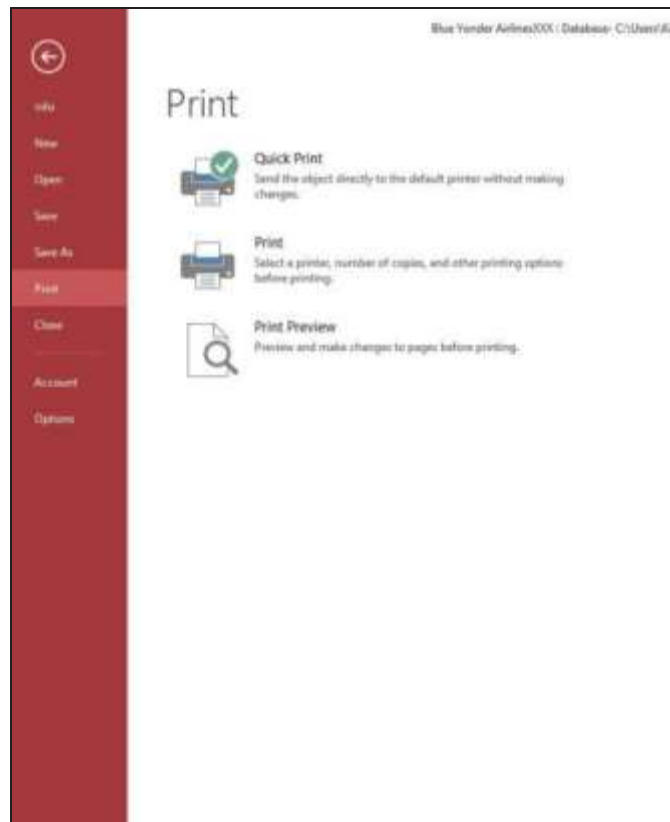 Blue Yonder AirlinesXXX : Database- C:\Users\
Info
New
Open
Save
Save As
Print
Close
Account
Options
Print
Quick Print
Send the object directly to the default printer without making
changes.
Print
Select a printer, number of copies, and other printing options
before printing.
Print Preview
Preview and make changes to pages before printing.